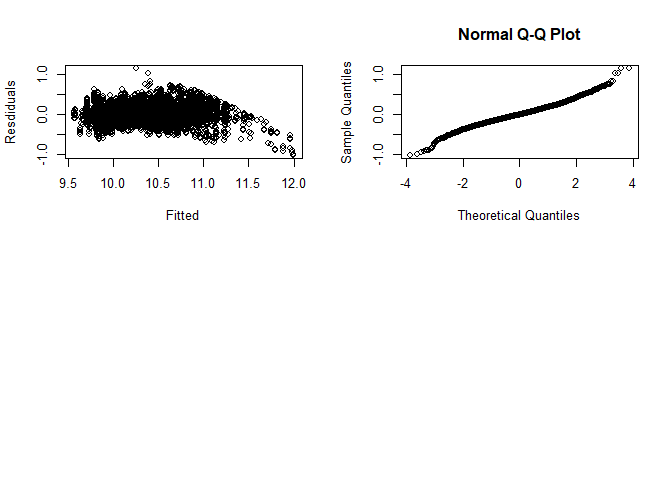 Normal Q-Q Plot
Resdiduals
1.0
0.0
-1.0
9.5 10.0 10.5 11.0 11.5 12.0
Fitted
Sample Quantiles
1.0
0.0
-1.0
-4 -2 0 2 4
Theoretical Quantiles